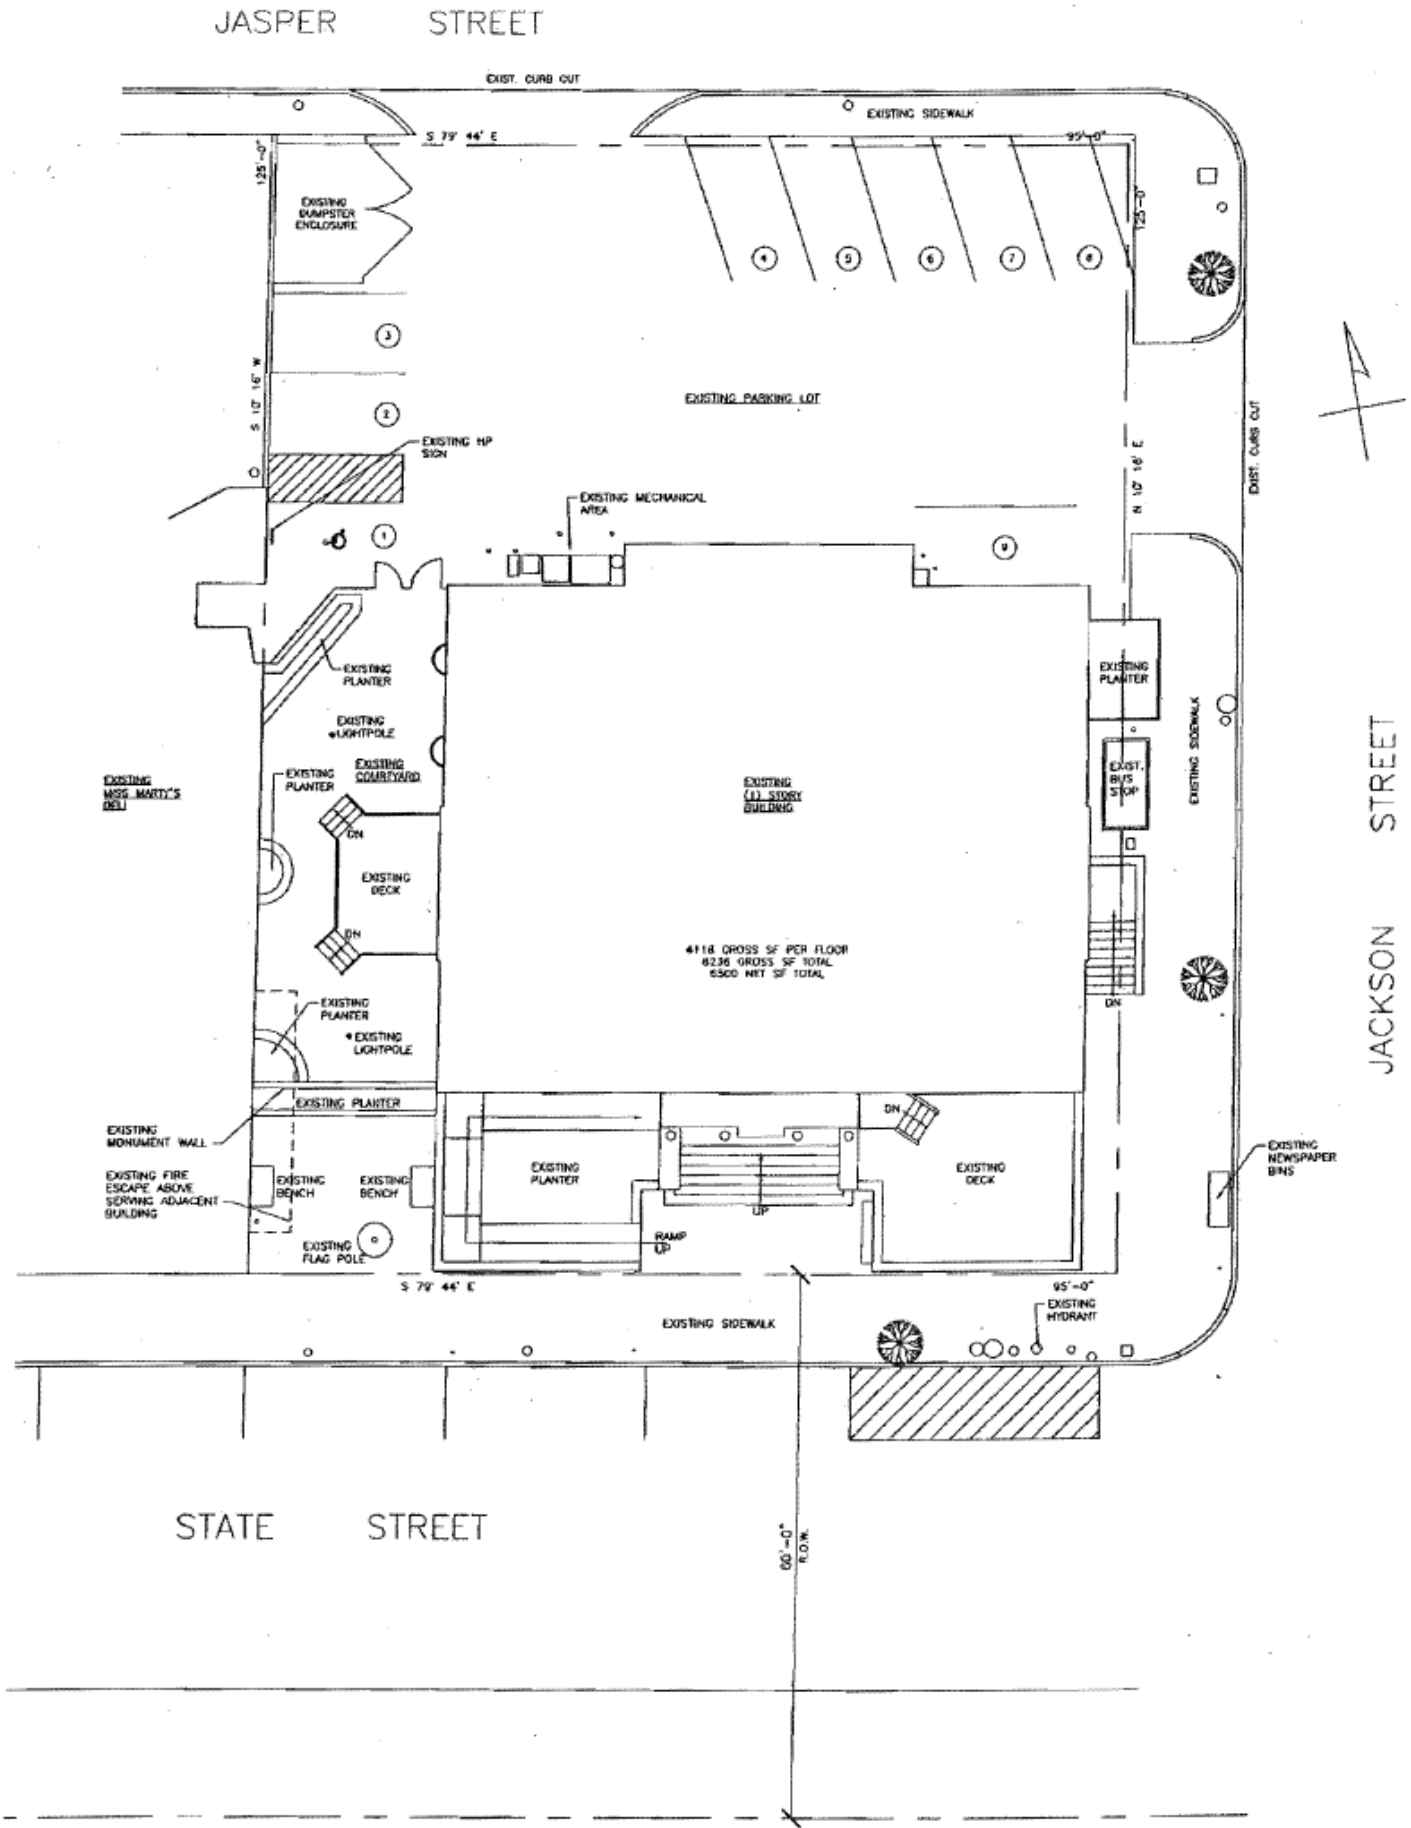 JASPER STREET
EXIST. CURB CUT
EXISTING SIDEWALK
S 79' 44' E
95'-0"
125'-0"
125'-0"
EXISTING
DUMPSTER
ENCLOSURE
4
5
6
7
8
3
S 10' 16" W
EXISTING PARKING LOT
2
EXIST. CURB CUT
EXISTING HP
SIGN
N 10' 16' E
EXISTING MECHANICAL
AREA
1
9
EXISTING
PLANTER
EXISTING
PLANTER
EXISTING SIDEWALK
EXISTING
LIGHTPOLE
EXISTING
COURTYARD
EXISTING
PLANTER
EXISTING
MISS MARTY'S
DELI
EXISTING
STORY
BUILDING
EXIST.
BUS
STOP
JACKSON STREET
DN
EXISTING
DECK
DN
4118 GROSS SF PER FLOOR
8236 GROSS SF TOTAL
6500 NET SF TOTAL
DN
EXISTING
PLANTER
EXISTING
LIGHTPOLE
EXISTING PLANTER
DN
EXISTING
MONUMENT WALL
EXISTING
NEWSPAPER
BINS
EXISTING FIRE
ESCAPE ABOVE
SERVING ADJACENT
BUILDING
EXISTING
BENCH
EXISTING
BENCH
EXISTING
PLANTER
EXISTING
DECK
UP
RAMP
UP
EXISTING
FLAG POLE
S 79' 44' E
95'-0"
EXISTING
HYDRANT
EXISTING SIDEWALK
STATE STREET
60'-0"
R.O.W.